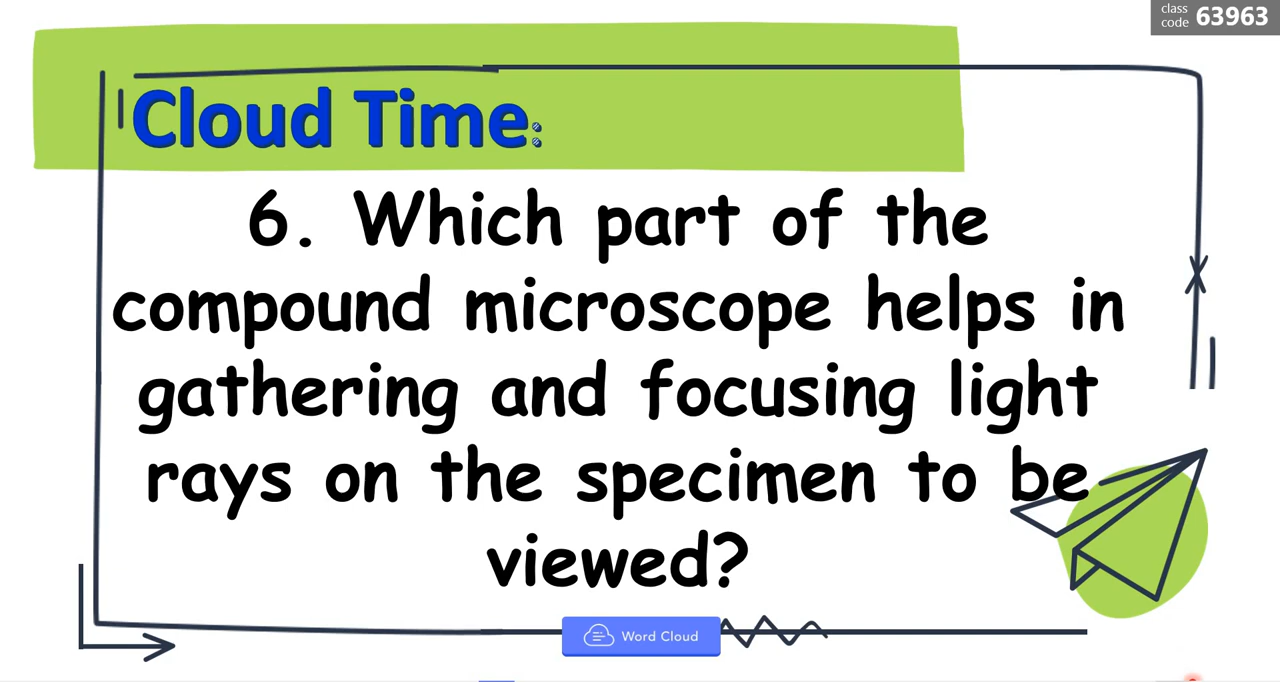 class
code 63963
Cloud Time:
6. Which part of the
compound microscope helps in
gathering and focusing light
rays on the specimen to be
viewed?
Word Cloud